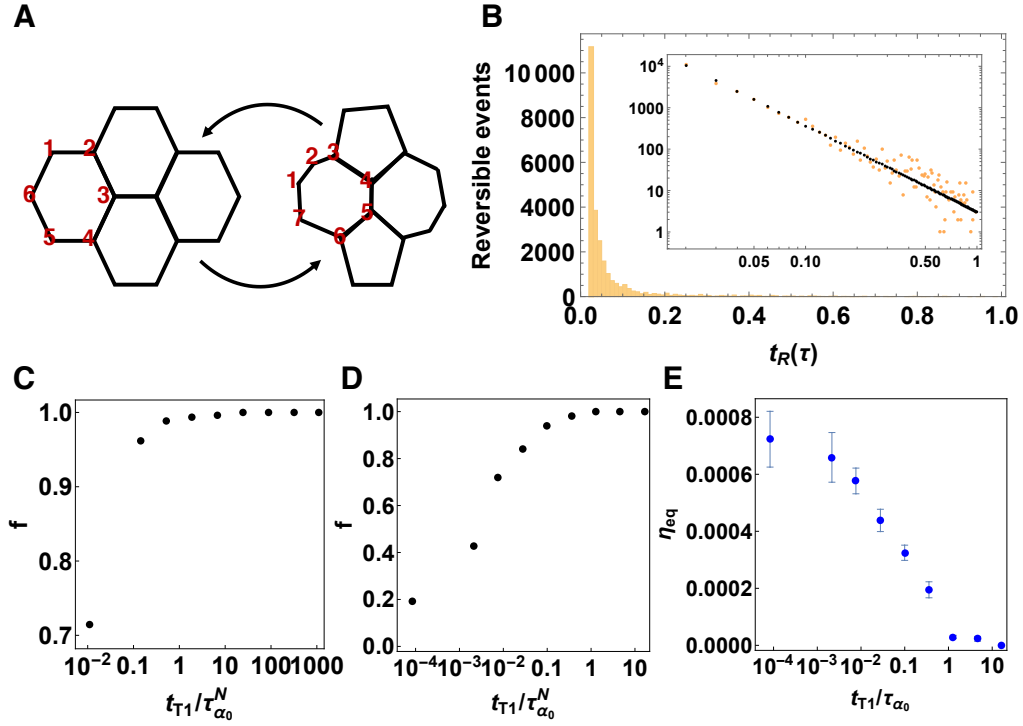 A
B
1 2
6 3
5 4
2 3
1 4
7 5
6
Reversible events
10 000
8000
6000
4000
2000
0
0.0 0.2 0.4 0.6 0.8 1.0
t_R(τ)
10⁴
1000
100
10
1
0.05 0.10 0.50 1
C
f
1.0
0.9
0.8
0.7
10⁻² 0.1 1 10 100 1000
t_T1/τ_α₀^N
D
f
1.0
0.8
0.6
0.4
0.2
0.0
10⁻⁴ 10⁻³ 10⁻² 0.1 1 10
t_T1/τ_α₀^N
E
η_eq
0.0008
0.0006
0.0004
0.0002
0.0000
10⁻⁴ 10⁻³ 10⁻² 0.1 1 10
t_T1/τ_α₀